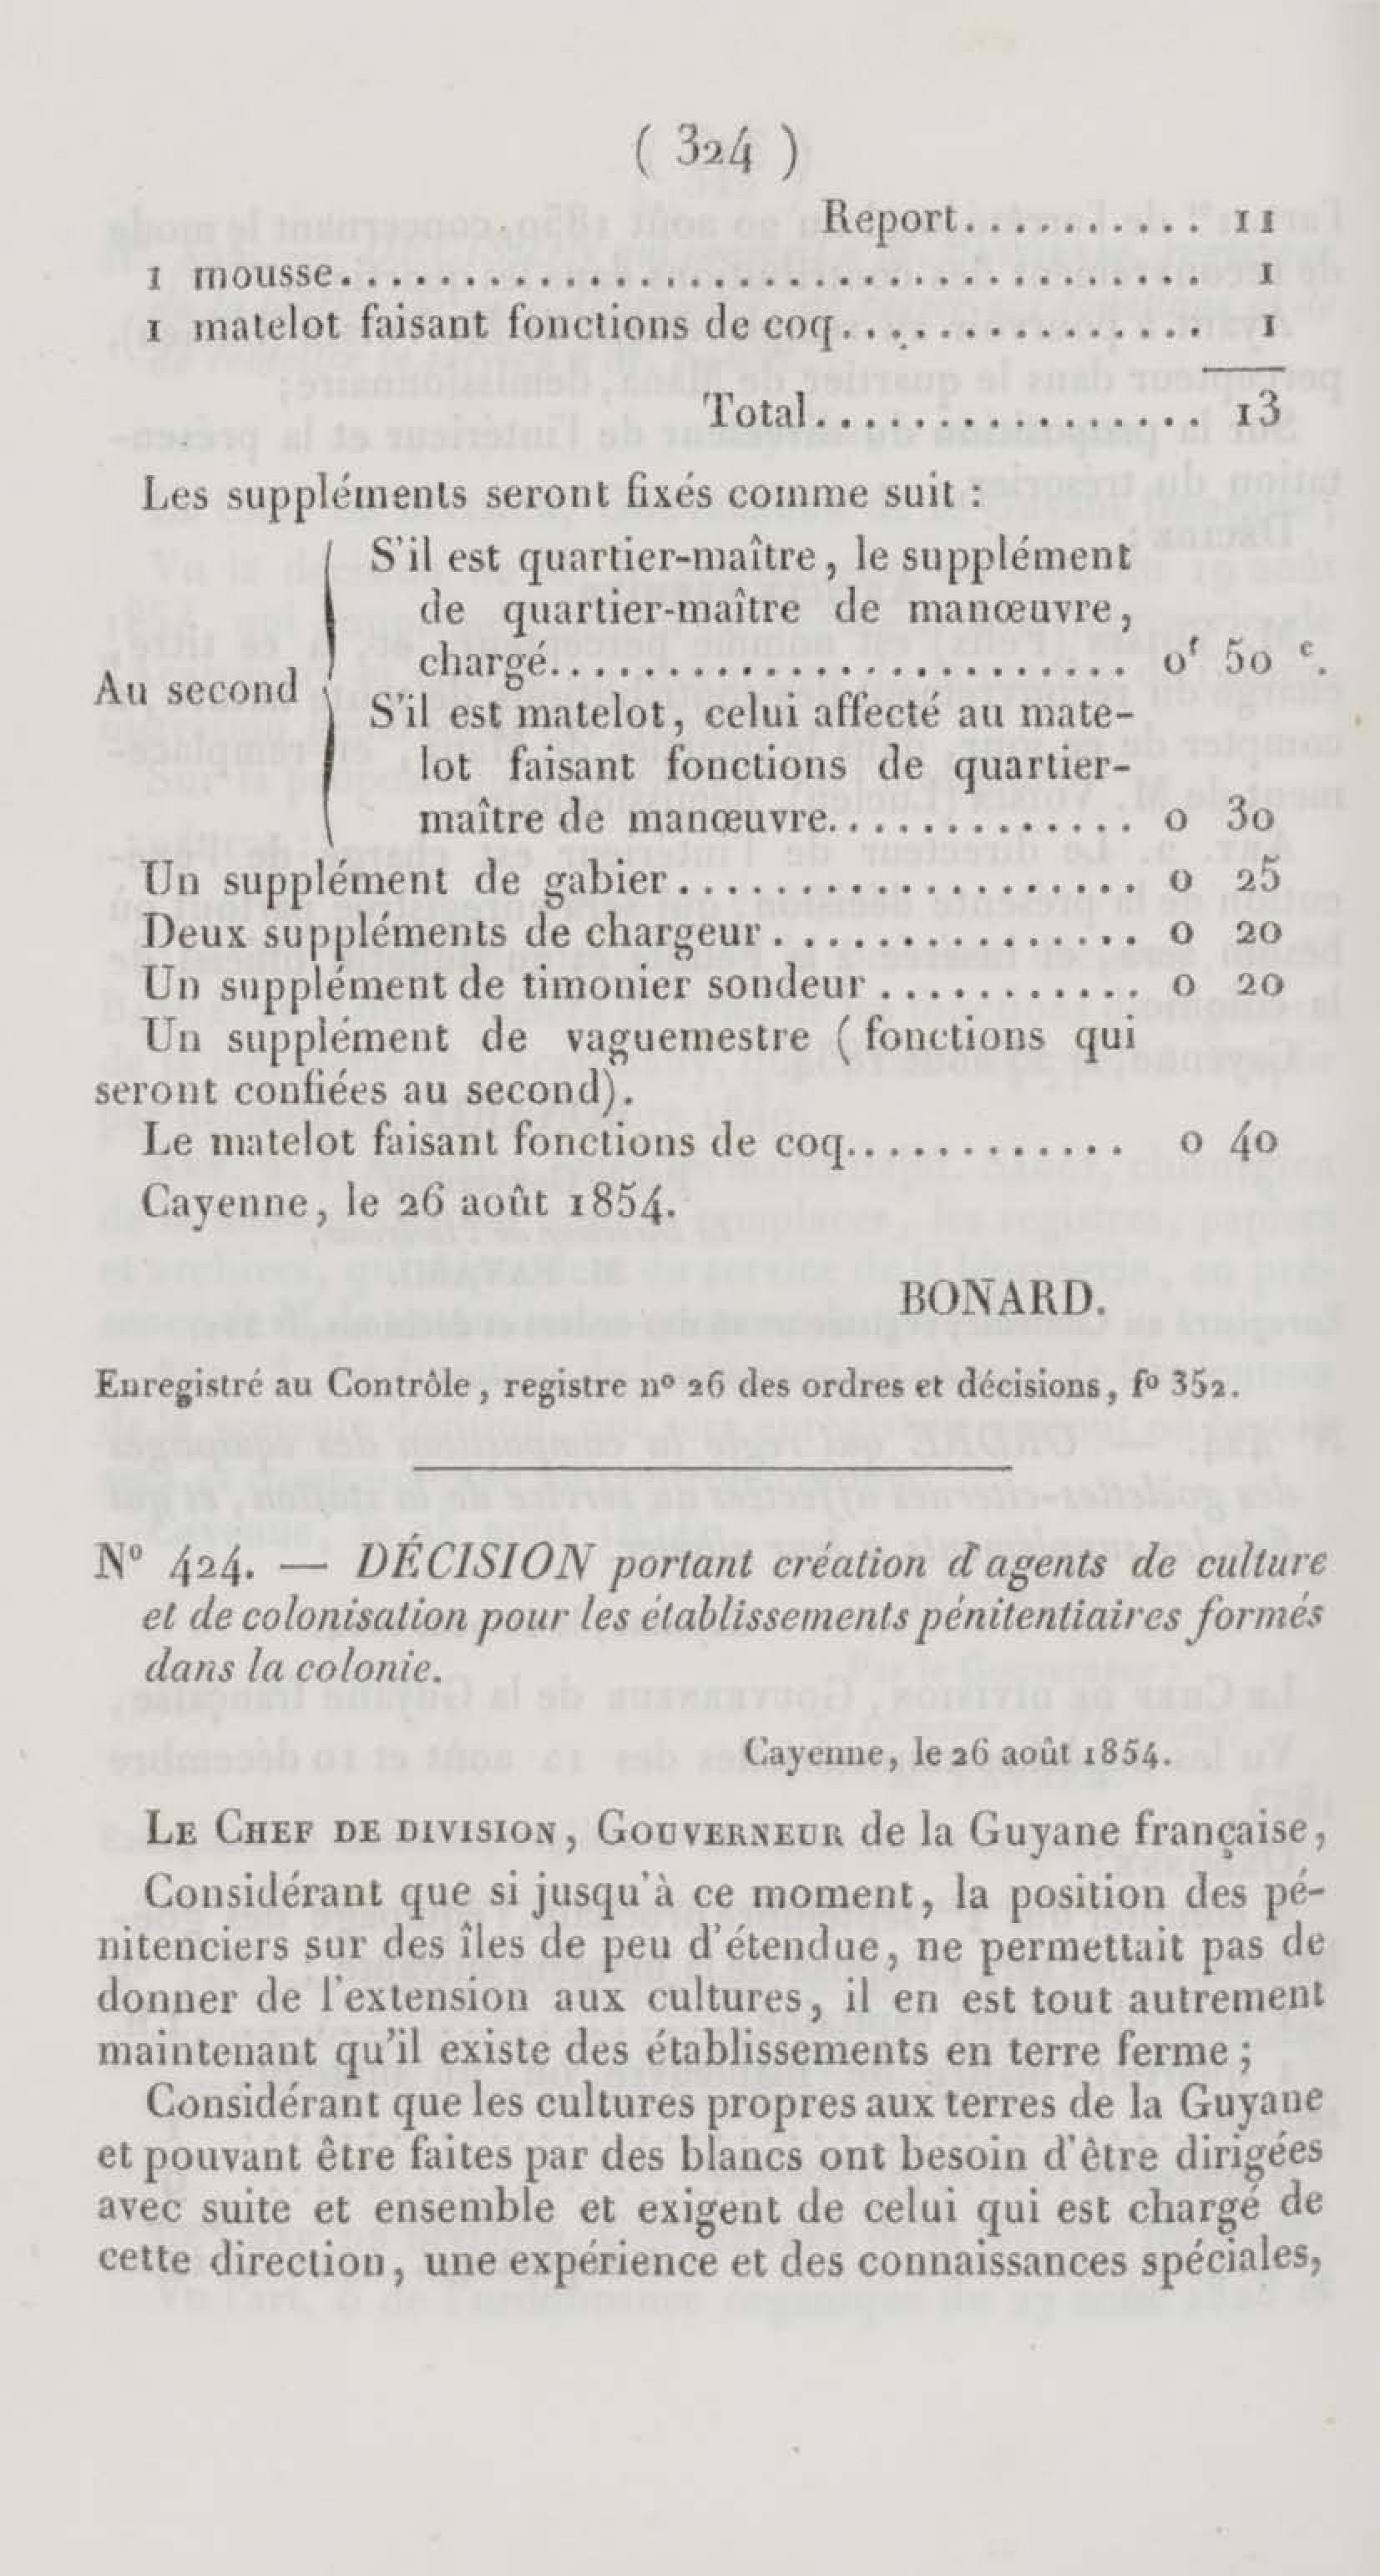 ( 324 )
Report.......... 11
1 mousse................................... 1
1 matelot faisant fonctions de coq............... 1
Total................ 13
Les suppléments seront fixés comme suit :
S'il est quartier-maître, le supplément
de quartier-maître de manœuvre,
chargé......................... 0f 50 c.
Au second
S'il est matelot, celui affecté au mate-
lot faisant fonctions de quartier-
maître de manœuvre............. 0 30
Un supplément de gabier................... 0 25
Deux suppléments de chargeur............... 0 20
Un supplément de timonier sondeur........... 0 20
Un supplément de vaguemestre (fonctions qui
seront confiées au second).
Le matelot faisant fonctions de coq............ 0 40
Cayenne, le 26 août 1854.
BONARD.
Enregistré au Contrôle, registre nº 26 des ordres et décisions, fº 352.
Nº 424. — DÉCISION portant création d'agents de culture
et de colonisation pour les établissements pénitentiaires formés
dans la colonie.
Cayenne, le 26 août 1854.
LE CHEF DE DIVISION, GOUVERNEUR de la Guyane française,
Considérant que si jusqu'à ce moment, la position des pé-
nitenciers sur des îles de peu d'étendue, ne permettait pas de
donner de l'extension aux cultures, il en est tout autrement
maintenant qu'il existe des établissements en terre ferme;
Considérant que les cultures propres aux terres de la Guyane
et pouvant être faites par des blancs ont besoin d'être dirigées
avec suite et ensemble et exigent de celui qui est chargé de
cette direction, une expérience et des connaissances spéciales,